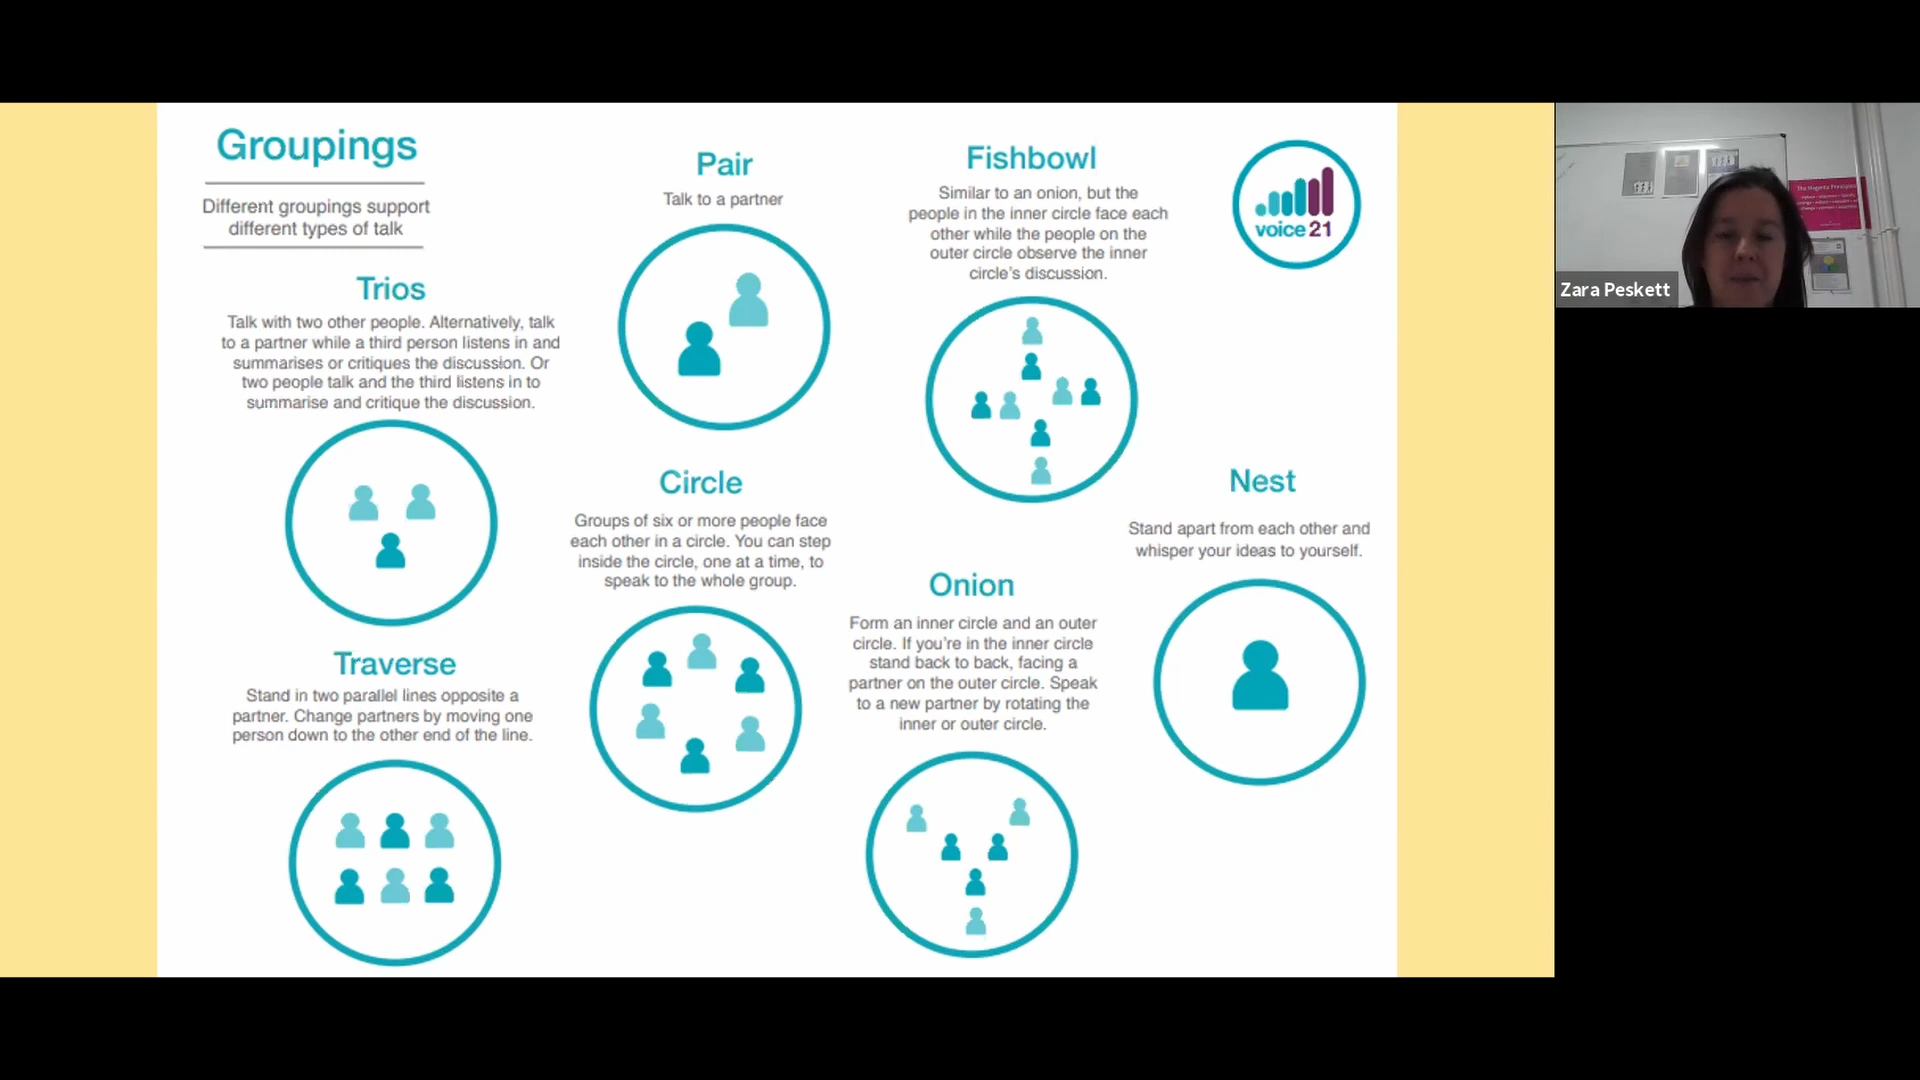 Groupings
Different groupings support
different types of talk
Trios
Talk with two other people. Alternatively, talk
to a partner while a third person listens in and
summarises or critiques the discussion. Or
two people talk and the third listens in to
summarise and critique the discussion.
Traverse
Stand in two parallel lines opposite a
partner. Change partners by moving one
person down to the other end of the line.
Pair
Talk to a partner
Circle
Groups of six or more people face
each other in a circle. You can step
inside the circle, one at a time, to
speak to the whole group.
Fishbowl
Similar to an onion, but the
people in the inner circle face each
other while the people on the
outer circle observe the inner
circle's discussion.
Onion
Form an inner circle and an outer
circle. If you're in the inner circle
stand back to back, facing a
partner on the outer circle. Speak
to a new partner by rotating the
inner or outer circle.
voice 21
Nest
Stand apart from each other and
whisper your ideas to yourself.
The Magenta Principles
Zara Peskett